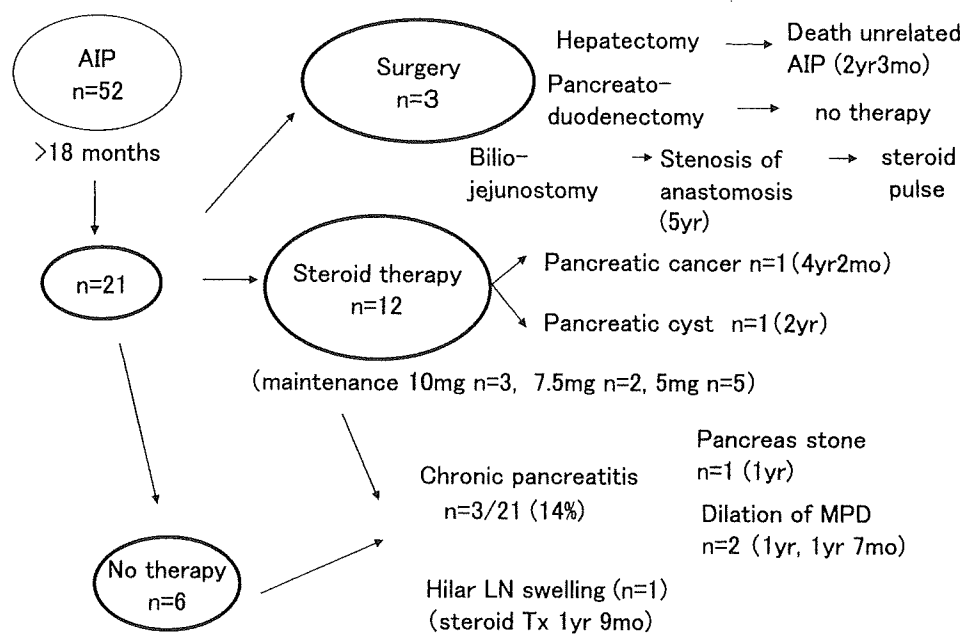 AIP
n=52
>18 months
n=21
Surgery
n=3
Hepatectomy
Death unrelated
AIP (2yr3mo)
Pancreato-
duodenectomy
no therapy
Bilio-
jejunostomy
Stenosis of
anastomosis
(5yr)
steroid
pulse
Steroid therapy
n=12
Pancreatic cancer n=1 (4yr2mo)
Pancreatic cyst n=1 (2yr)
(maintenance 10mg n=3, 7.5mg n=2, 5mg n=5)
Chronic pancreatitis
n=3/21 (14%)
Pancreas stone
n=1 (1yr)
Dilation of MPD
n=2 (1yr, 1yr 7mo)
No therapy
n=6
Hilar LN swelling (n=1)
(steroid Tx 1yr 9mo)